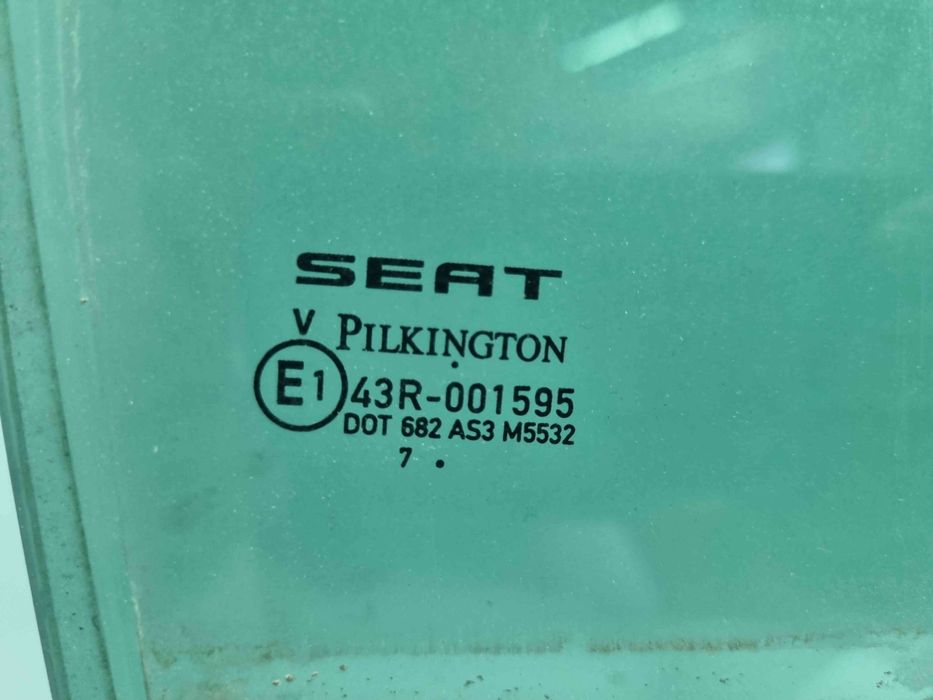 SEAT
V PILKINGTON
E1 43R-001595
DOT 682 AS3 M5532
7 .